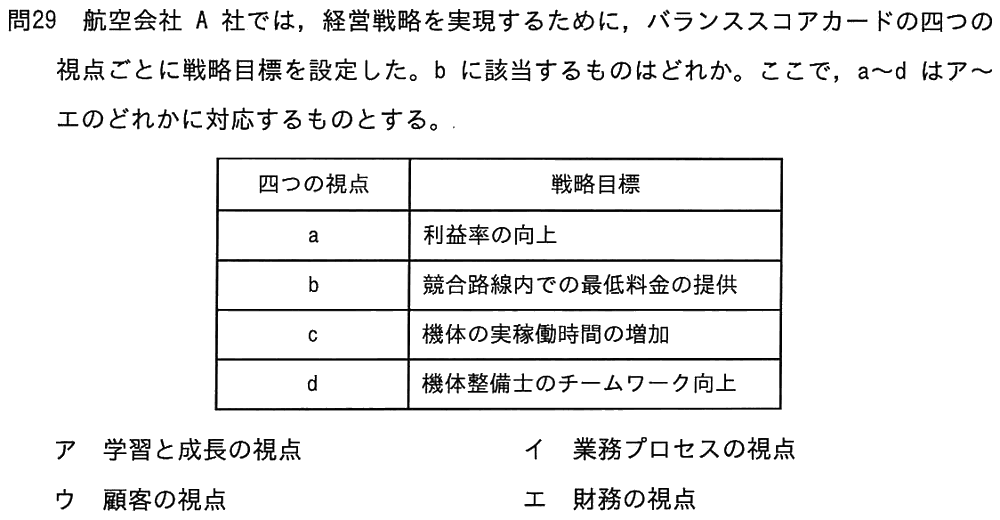 問29 航空会社 A 社では，経営戦略を実現するために，バランススコアカードの四つの
視点ごとに戦略目標を設定した。b に該当するものはどれか。ここで，a～d はア～
エのどれかに対応するものとする。
四つの視点 戦略目標
a 利益率の向上
b 競合路線内での最低料金の提供
c 機体の実稼働時間の増加
d 機体整備士のチームワーク向上
ア 学習と成長の視点 イ 業務プロセスの視点
ウ 顧客の視点 エ 財務の視点